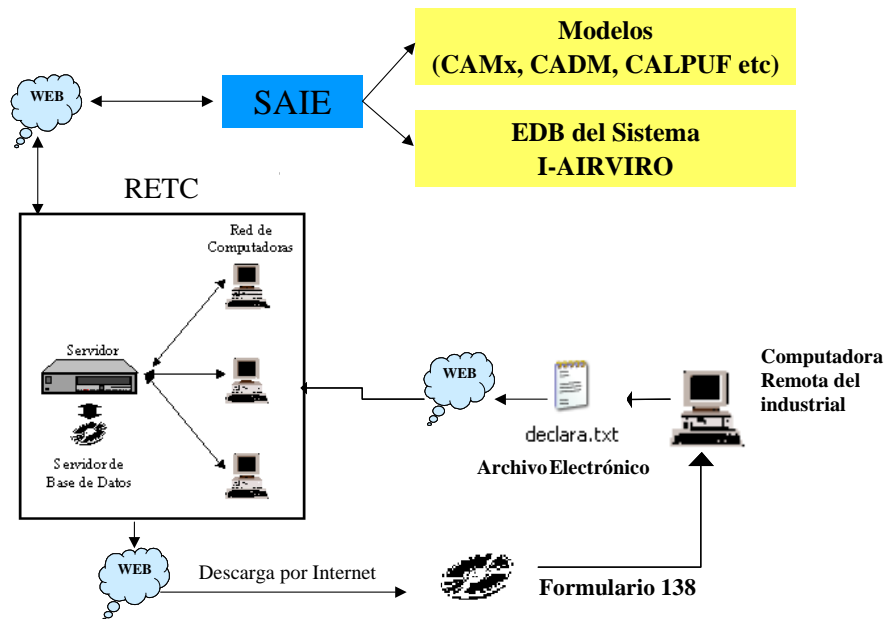 Modelos
(CAMx, CADM, CALPUF etc)
WEB
SAIE
EDB del Sistema
I-AIRVIRO
RETC
Red de
Computadoras
Servidor
Servidor de
Base de Datos
WEB
declara.txt
Archivo Electrónico
Computadora
Remota del
industrial
WEB
Descarga por Internet
Formulario 138